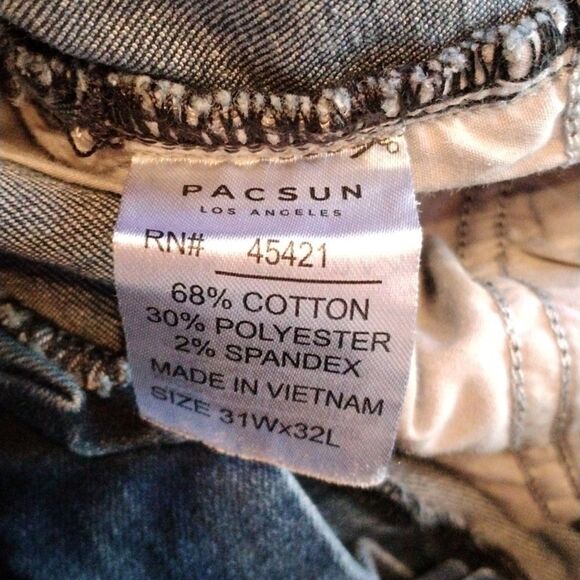 PACSUN
LOS ANGELES
RN# 45421
68% COTTON
30% POLYESTER
2% SPANDEX
MADE IN VIETNAM
SIZE 31Wx32L